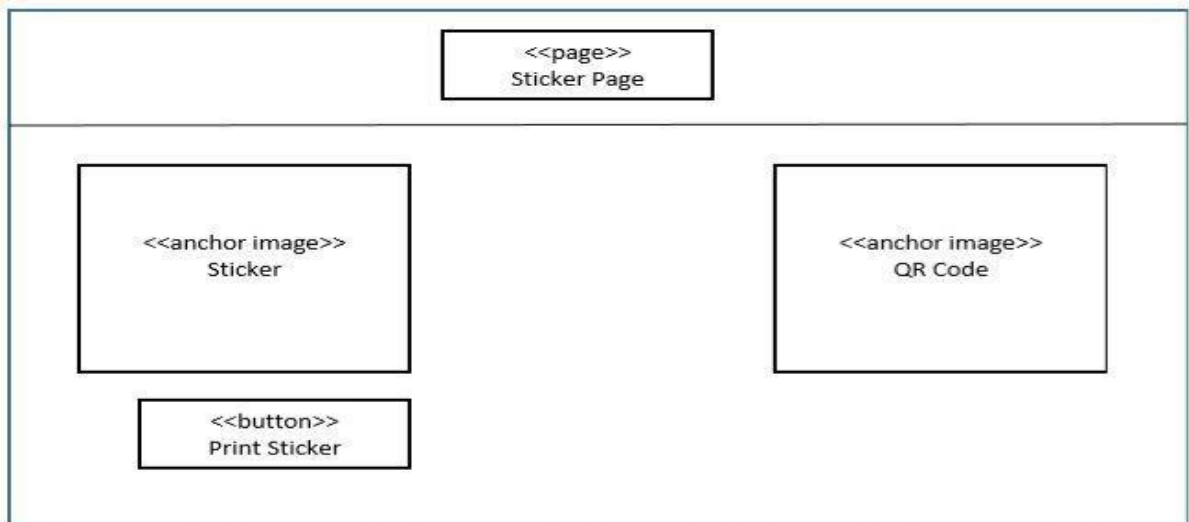 <<page>>
Sticker Page
<<anchor image>>
Sticker
<<anchor image>>
QR Code
<<button>>
Print Sticker